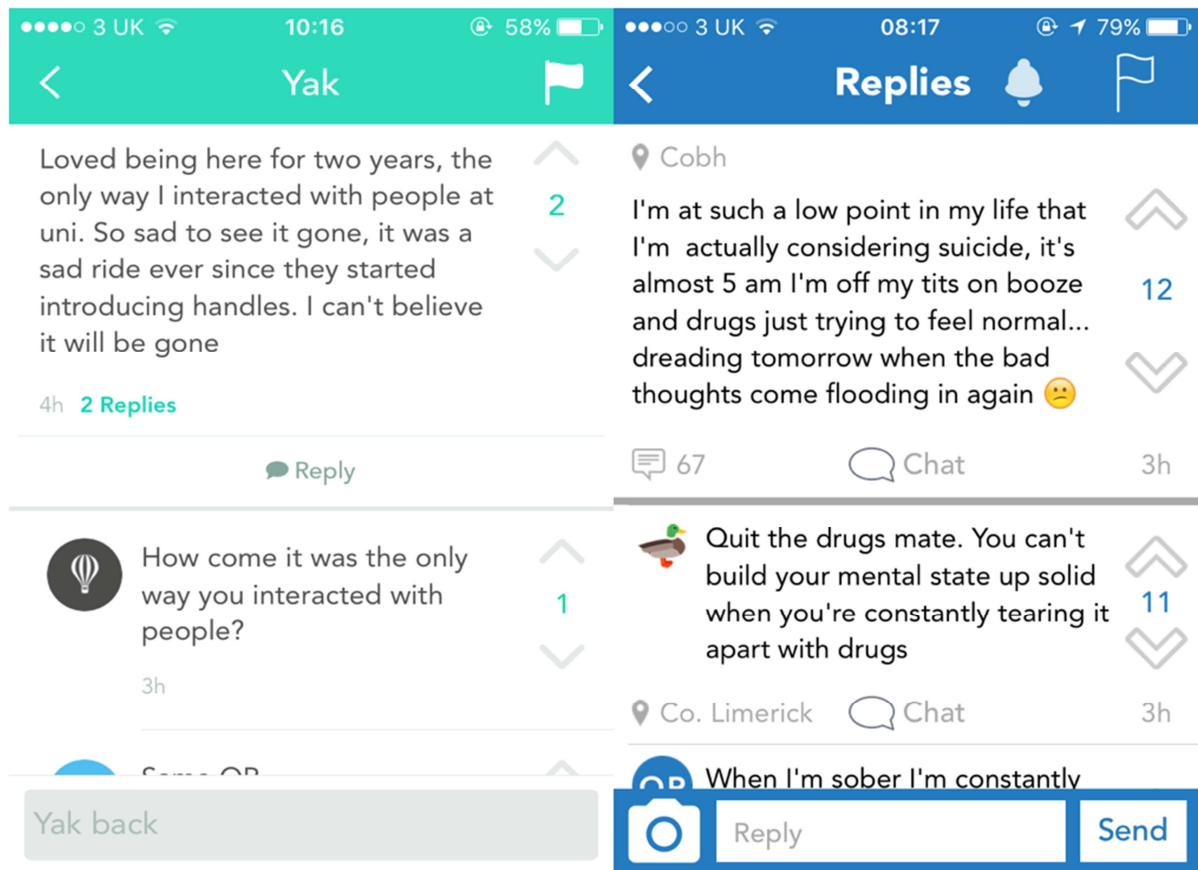 3 UK
10:16
58%
Yak
Loved being here for two years, the
only way I interacted with people at
uni. So sad to see it gone, it was a
sad ride ever since they started
introducing handles. I can't believe
it will be gone
2
4h 2 Replies
Reply
How come it was the only
way you interacted with
people?
1
3h
Same OP
Yak back
3 UK
08:17
79%
Replies
Cobh
I'm at such a low point in my life that
I'm actually considering suicide, it's
almost 5 am I'm off my tits on booze
and drugs just trying to feel normal...
dreading tomorrow when the bad
thoughts come flooding in again 😕
12
67
Chat
3h
Quit the drugs mate. You can't
build your mental state up solid
when you're constantly tearing it
apart with drugs
11
Co. Limerick
Chat
3h
OP
When I'm sober I'm constantly
Reply
Send